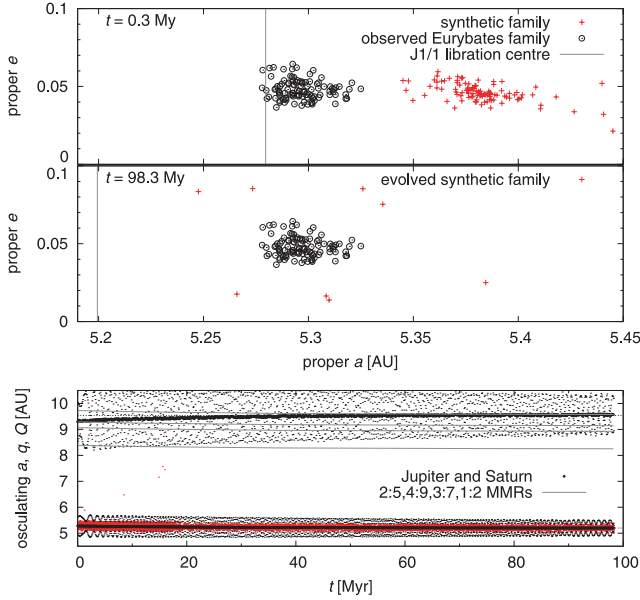 t = 0.3 My
synthetic family
observed Eurybates family
J1/1 libration centre
proper e
0.1
0.05
0
t = 98.3 My
evolved synthetic family
proper e
0.1
0.05
0
5.2 5.25 5.3 5.35 5.4 5.45
proper a [AU]
osculating a, q, Q [AU]
10
9
8
7
6
5
Jupiter and Saturn
2:5,4:9,3:7,1:2 MMRs
0 20 40 60 80 100
t [Myr]